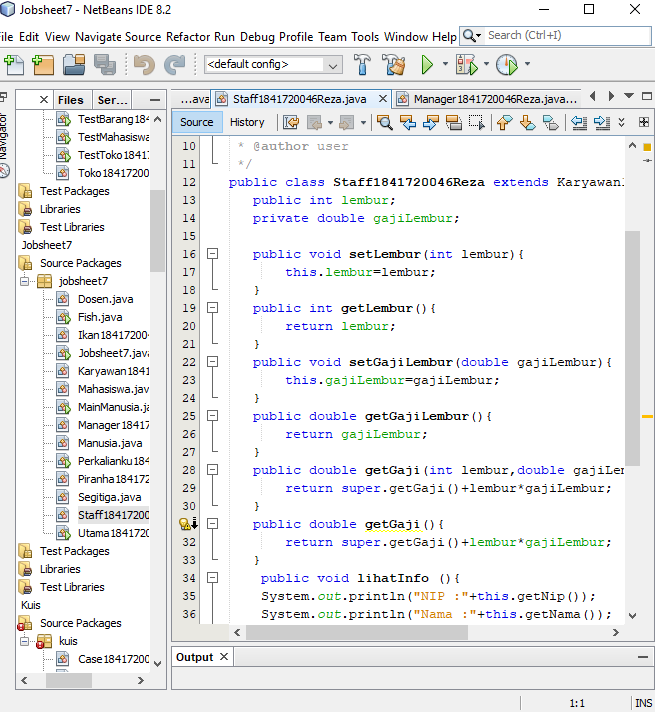 Jobsheet7 - NetBeans IDE 8.2
File Edit View Navigate Source Refactor Run Debug Profile Team Tools Window Help Search (Ctrl+I)
<default config>
Files Ser... ...ava Staff1841720046Reza.java Manager1841720046Reza.java...
Navigator
Source History
TestBarang18
TestMahasiswa
TestToko1841
Toko184172
Test Packages
Libraries
Test Libraries
Jobsheet7
Source Packages
jobsheet7
Dosen.java
Fish.java
Ikan18417200
Jobsheet7.java
Karyawan1841
Mahasiswa.jav
MainManusia.ja
Manager18417
Manusia.java
Perkalianku18
Piranha18417
Segitiga.java
Staff18417200
Utama184172
Test Packages
Libraries
Test Libraries
Kuis
Source Packages
kuis
Case18417200
10 * @author user
11 */
12 public class Staff1841720046Reza extends Karyawan
13 public int lembur;
14 private double gajiLembur;
15
16 public void setLembur(int lembur){
17 this.lembur=lembur;
18 }
19 public int getLembur(){
20 return lembur;
21 }
22 public void setGajiLembur(double gajiLembur){
23 this.gajiLembur=gajiLembur;
24 }
25 public double getGajiLembur(){
26 return gajiLembur;
27 }
28 public double getGaji(int lembur,double gajiLem
29 return super.getGaji()+lembur*gajiLembur;
30 }
public double getGaji(){
32 return super.getGaji()+lembur*gajiLembur;
33 }
34 public void lihatInfo (){
35 System.out.println("NIP :"+this.getNip());
36 System.out.println("Nama :"+this.getNama());
Output
1:1 INS